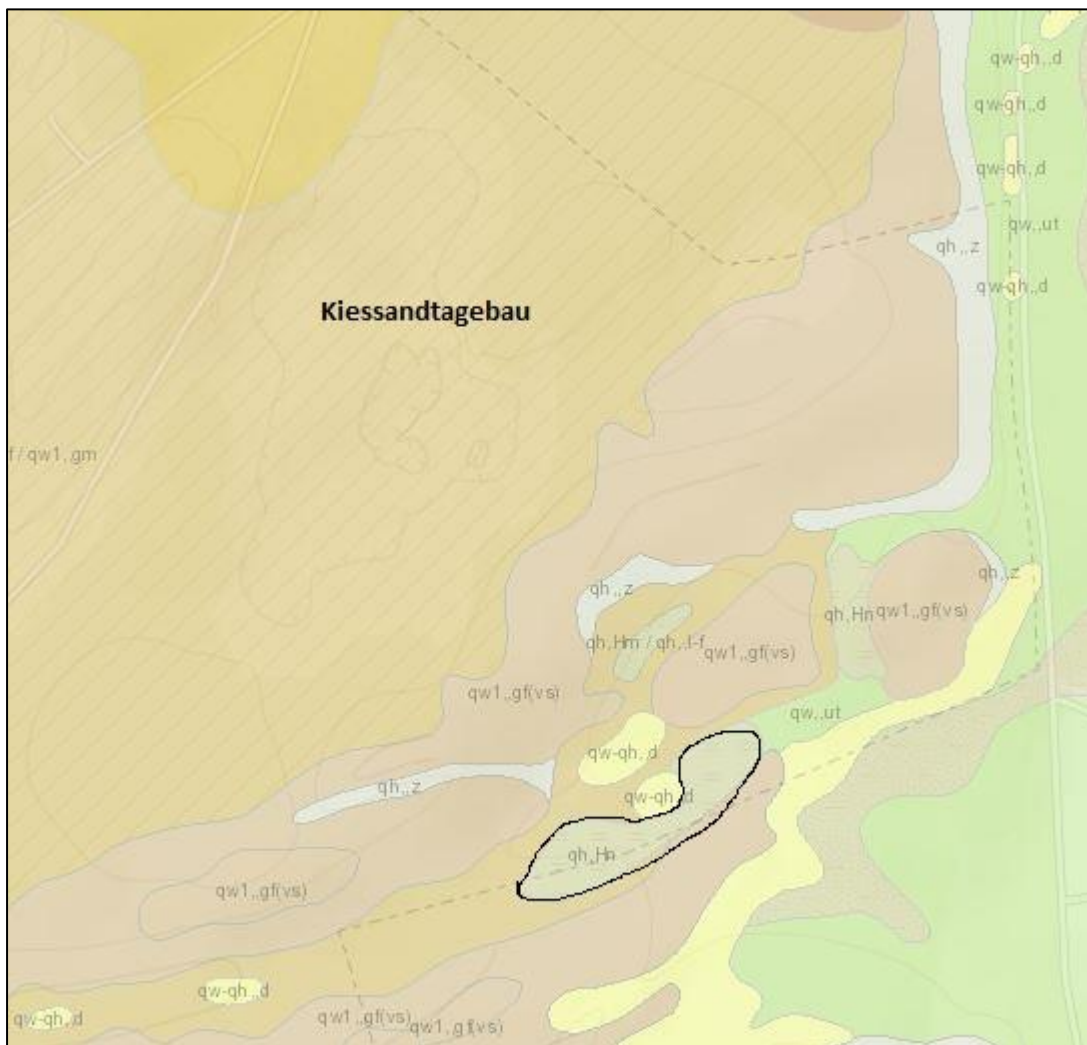 qw-qh,,d
qw-qh,,d
qw-qh,,d
qw,,ut
qh,,z
qw-qh,,d
Kiessandtagebau
f / qw1,,gm
qh,,z
qh,,z
qh,Hn
qw1,,gf(vs)
qh,Hm / qh,,l-f
qw1,,gf(vs)
qw1,,gf(vs)
qw,,ut
qw-qh,,d
qh,,z
qw-qh,,d
qh,,Hn
qw1,,gf(vs)
qw-qh,,d
qw-qh,,d
qw1,,gf(vs)
qw1,,gf(vs)